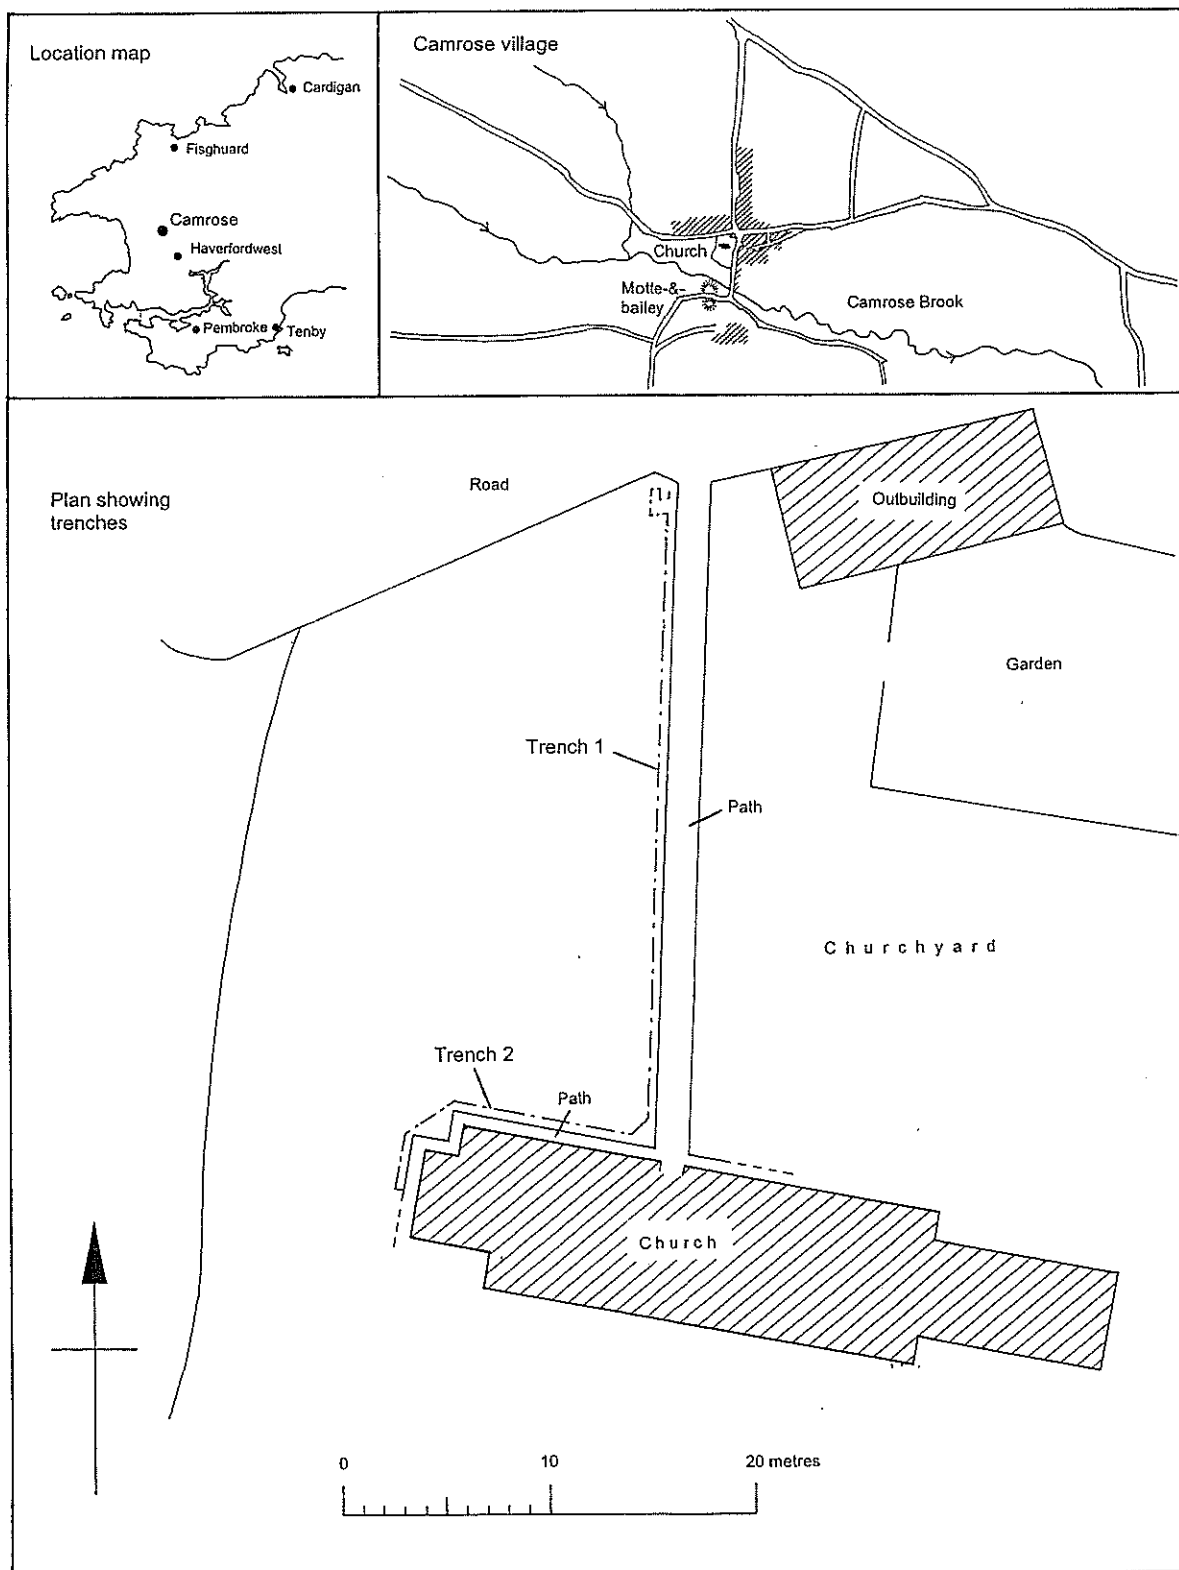 Location map
Cardigan
Fisghuard
Camrose
Haverfordwest
Pembroke
Tenby
Camrose village
Church
Motte-&-
bailey
Camrose Brook
Plan showing
trenches
Road
Outbuilding
Garden
Trench 1
Path
Churchyard
Trench 2
Path
Church
0
10
20 metres